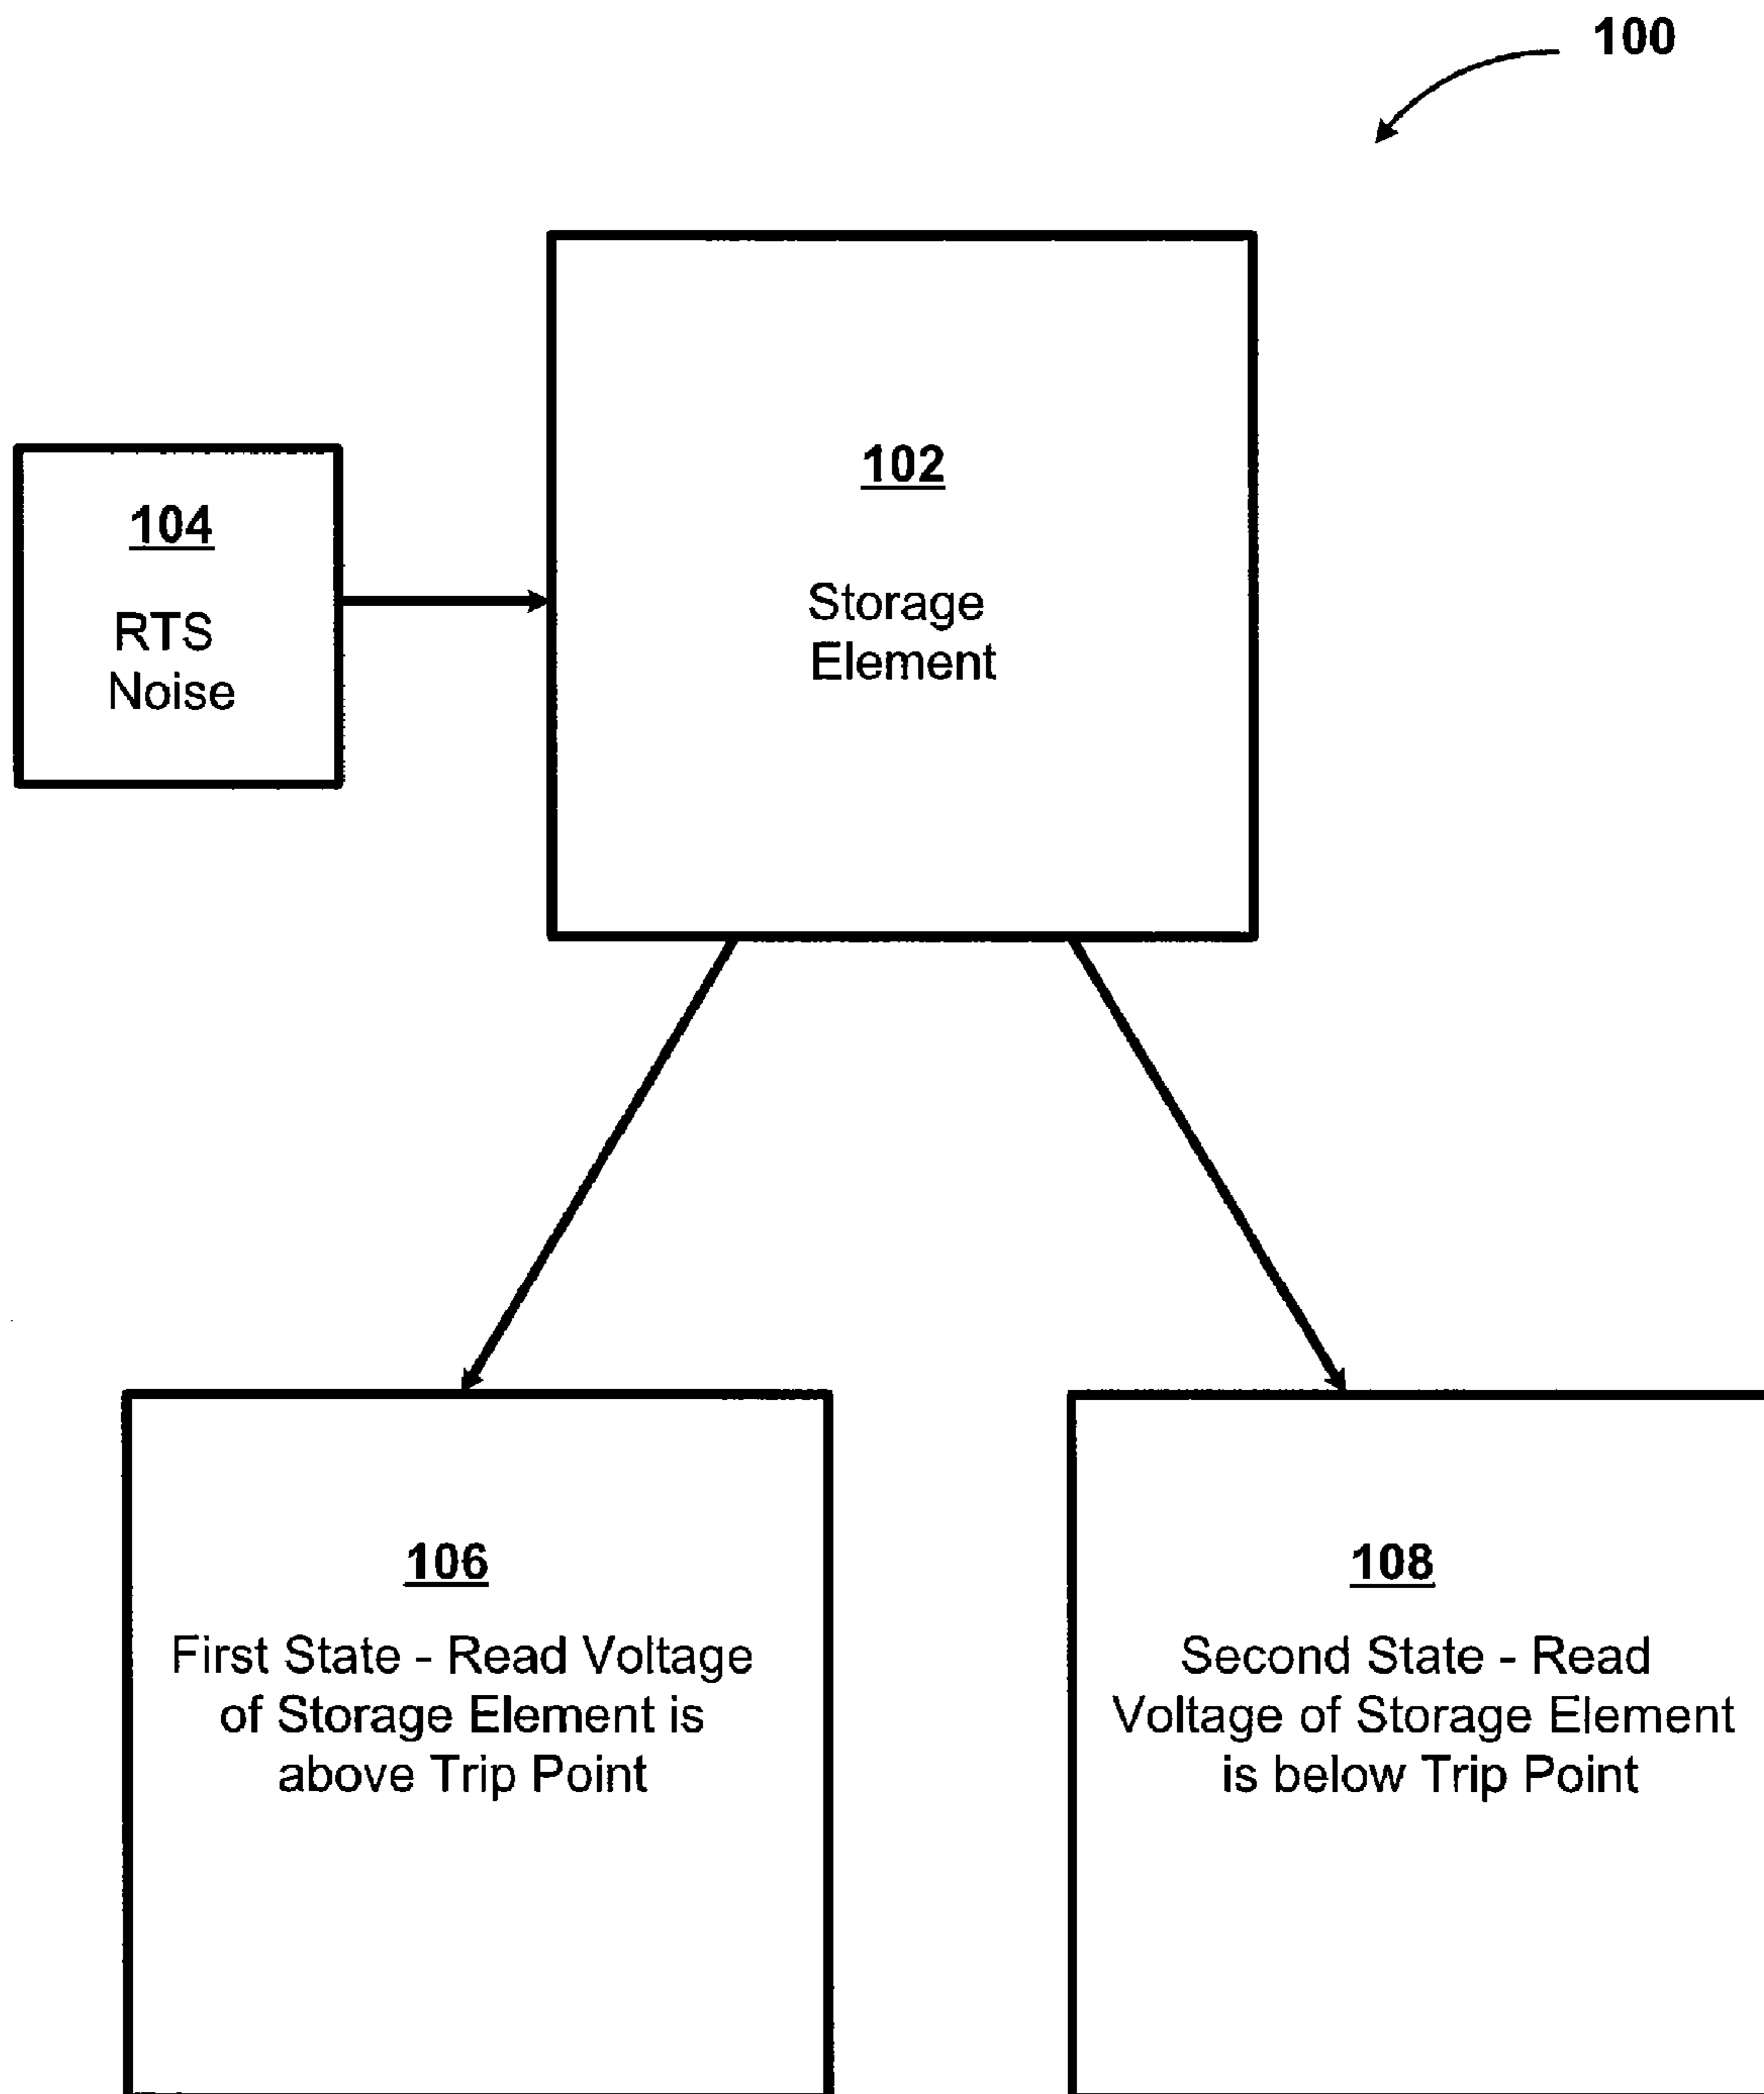 100
102
Storage
Element
104
RTS
Noise
106
First State - Read Voltage
of Storage Element is
above Trip Point
108
Second State - Read
Voltage of Storage Element
is below Trip Point